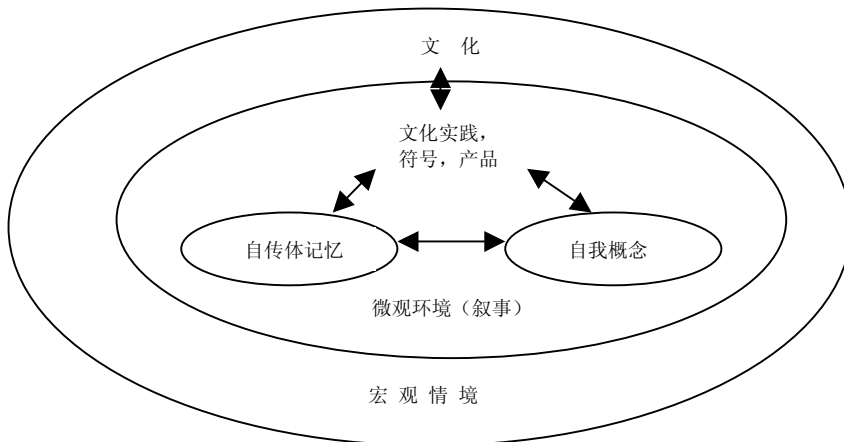 文 化
文化实践，
符号，产品
自传体记忆
自我概念
微观环境（叙事）
宏 观 情 境